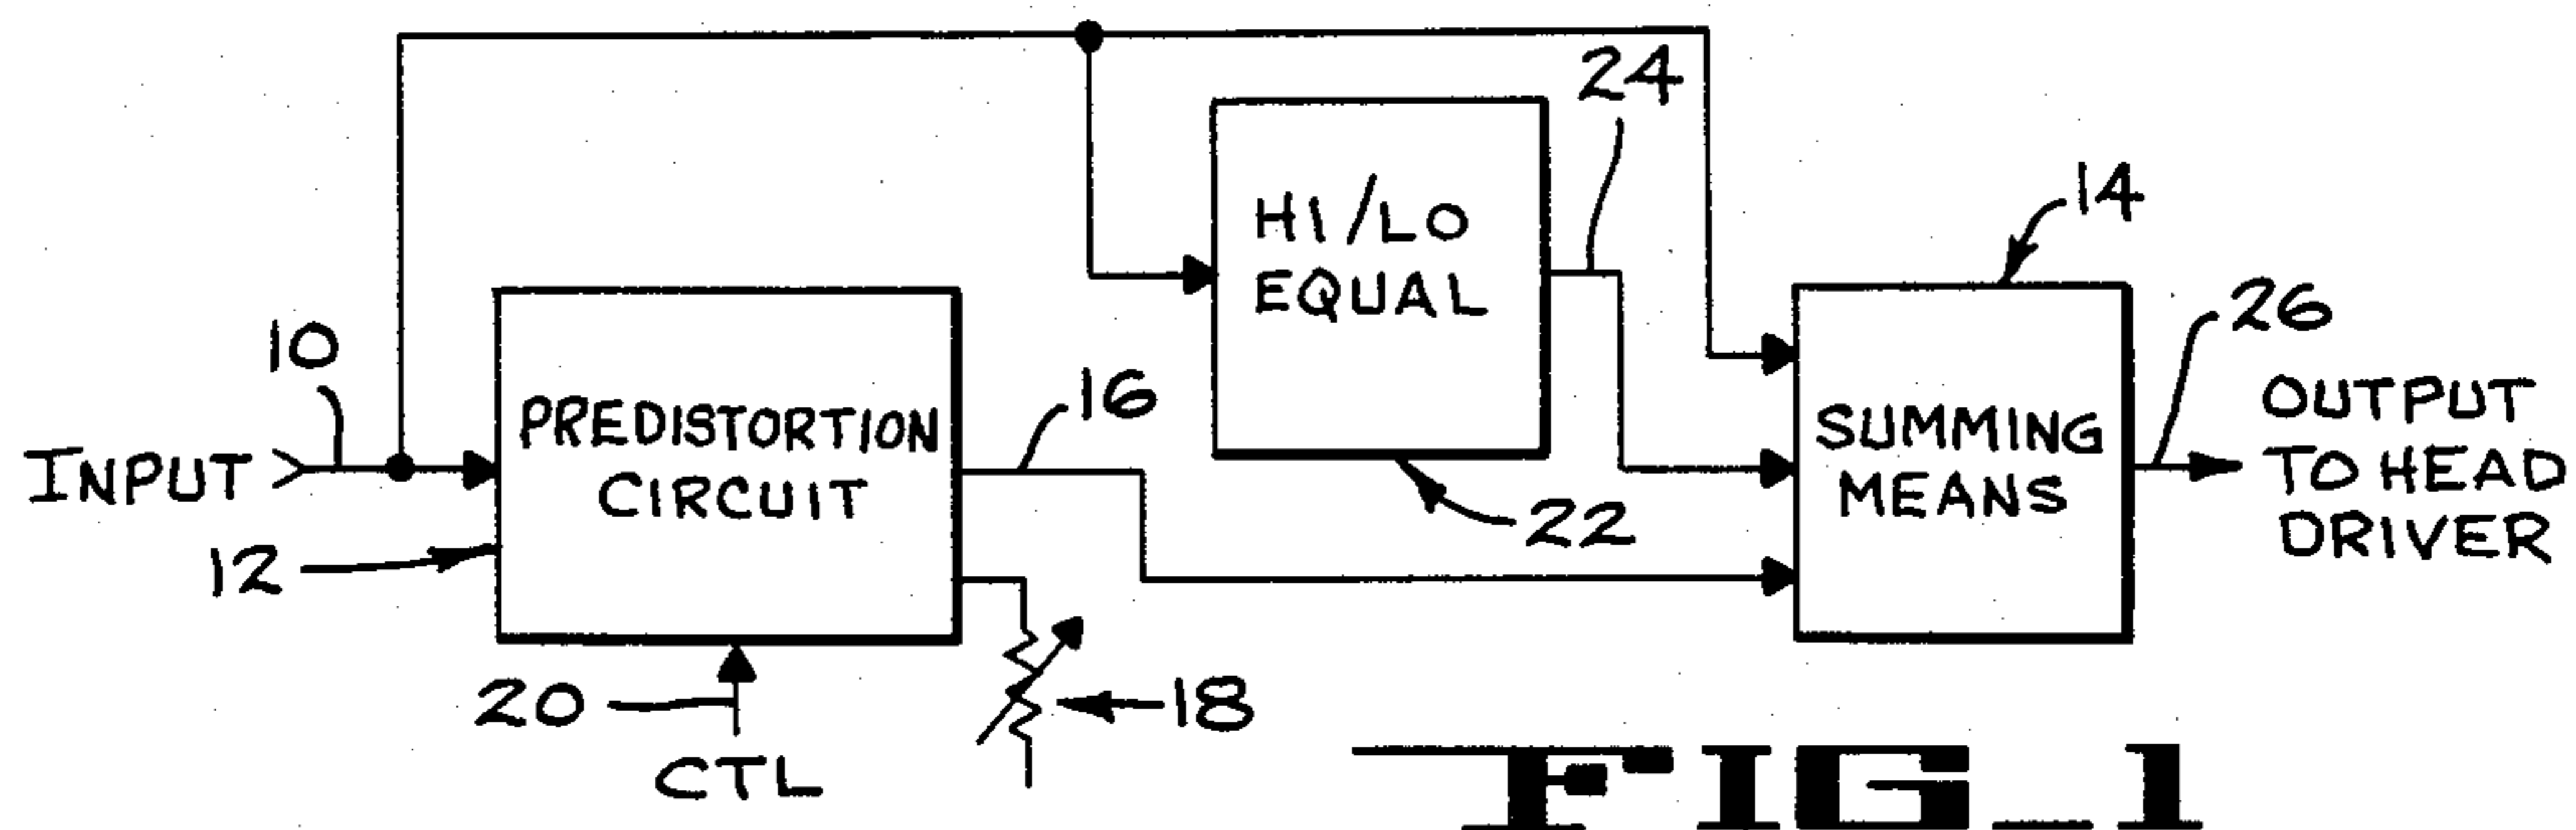 24
HI/LO
EQUAL
14
10
26
INPUT
PREDISTORTION
CIRCUIT
16
SUMMING
MEANS
OUTPUT
TO HEAD
DRIVER
12
22
20
18
CTL
FIG_1